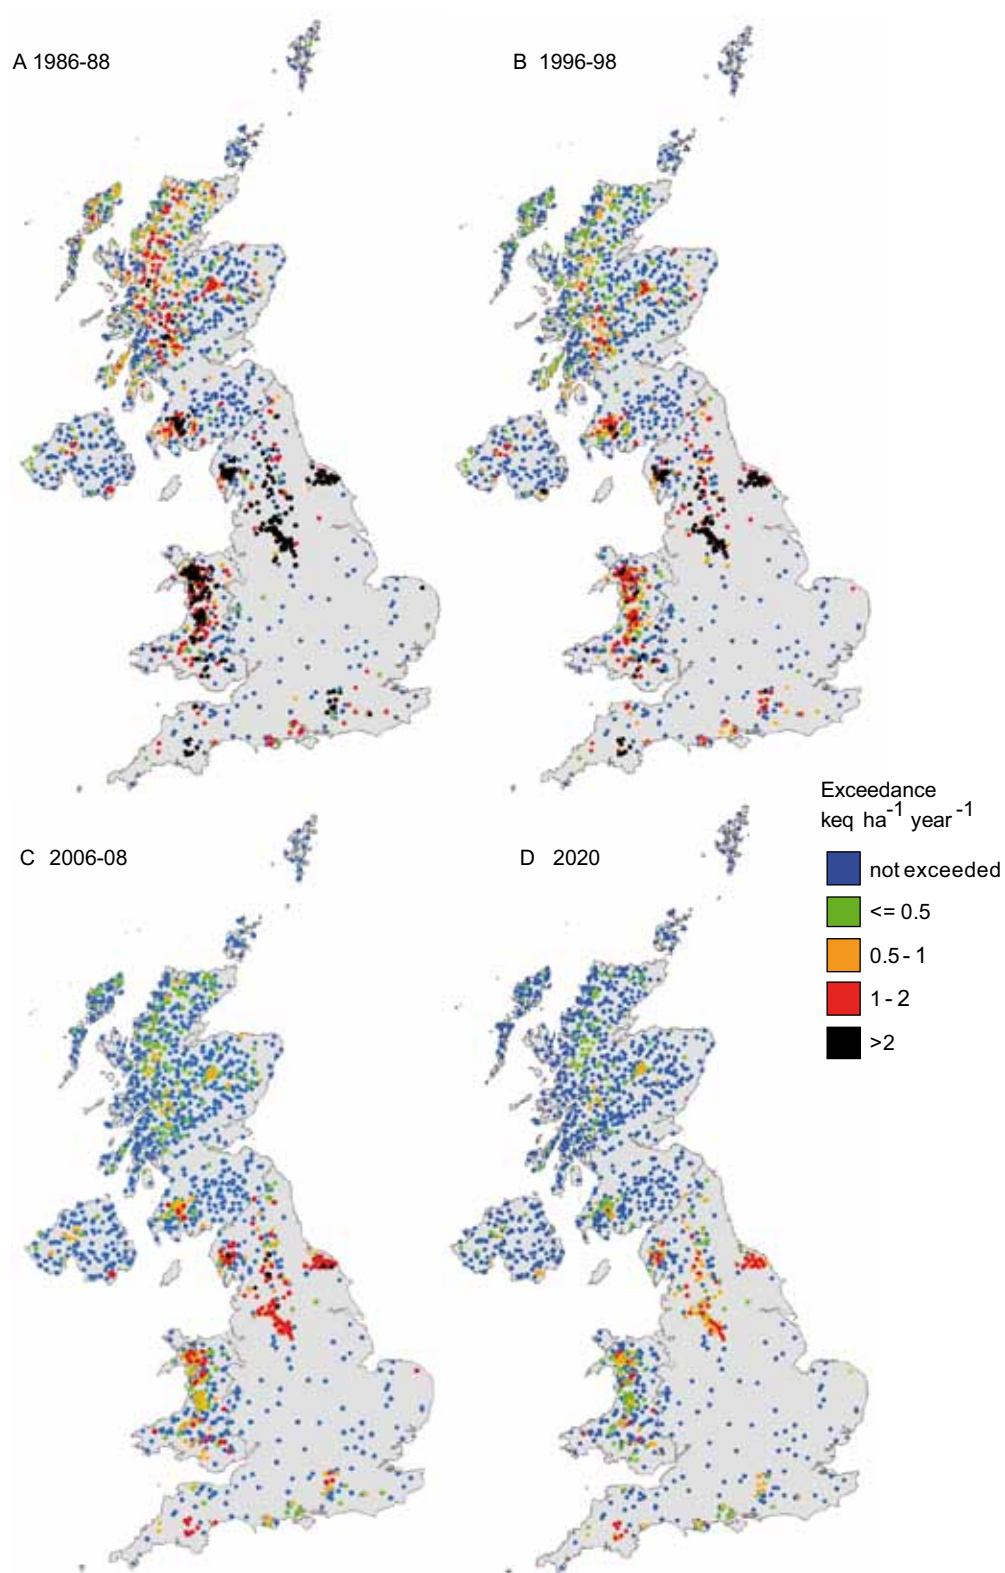 A 1986-88
B 1996-98
Exceedance
keq ha⁻¹ year⁻¹
not exceeded
<= 0.5
0.5 - 1
1 - 2
>2
C 2006-08
D 2020